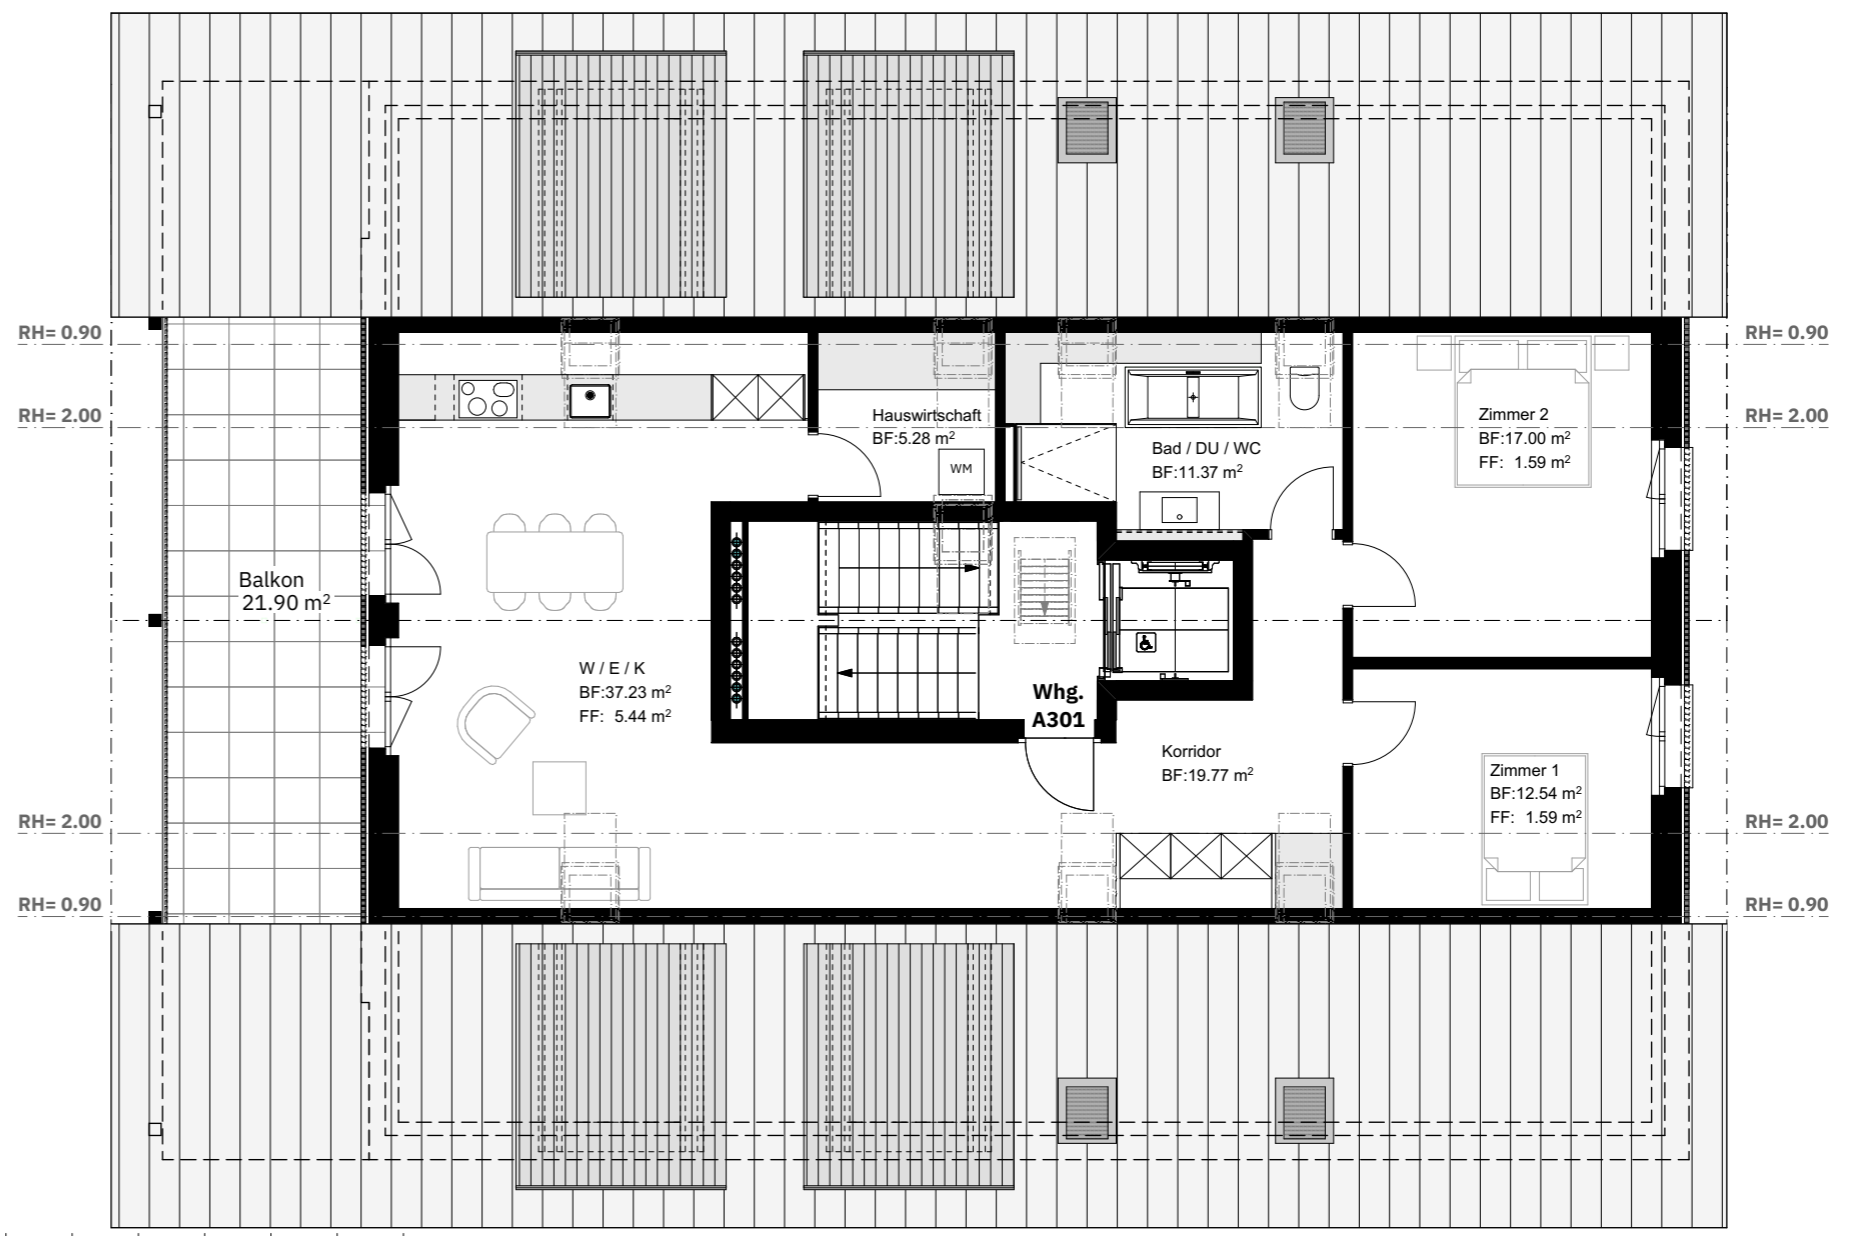 RH= 0.90
RH= 0.90
RH= 2.00
RH= 2.00
Hauswirtschaft
BF:5.28 m²
WM
Bad / DU / WC
BF:11.37 m²
Zimmer 2
BF:17.00 m²
FF: 1.59 m²
Balkon
21.90 m²
W / E / K
BF:37.23 m²
FF: 5.44 m²
Whg.
A301
Korridor
BF:19.77 m²
Zimmer 1
BF:12.54 m²
FF: 1.59 m²
RH= 2.00
RH= 2.00
RH= 0.90
RH= 0.90